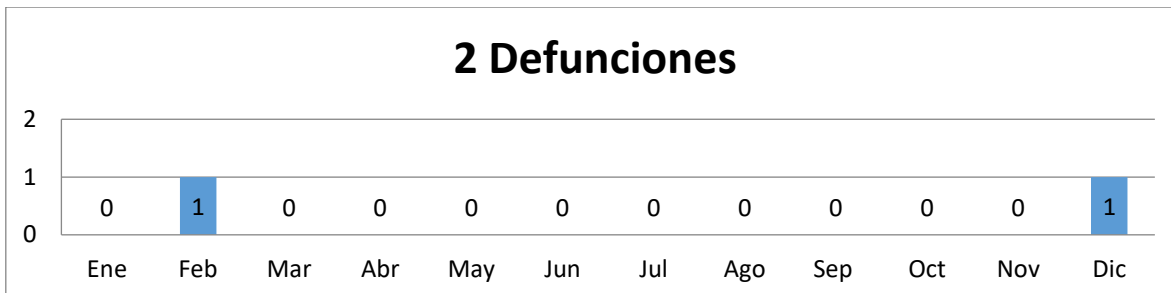 2 Defunciones
2
1
0
0 1 0 0 0 0 0 0 0 0 0 1
Ene Feb Mar Abr May Jun Jul Ago Sep Oct Nov Dic